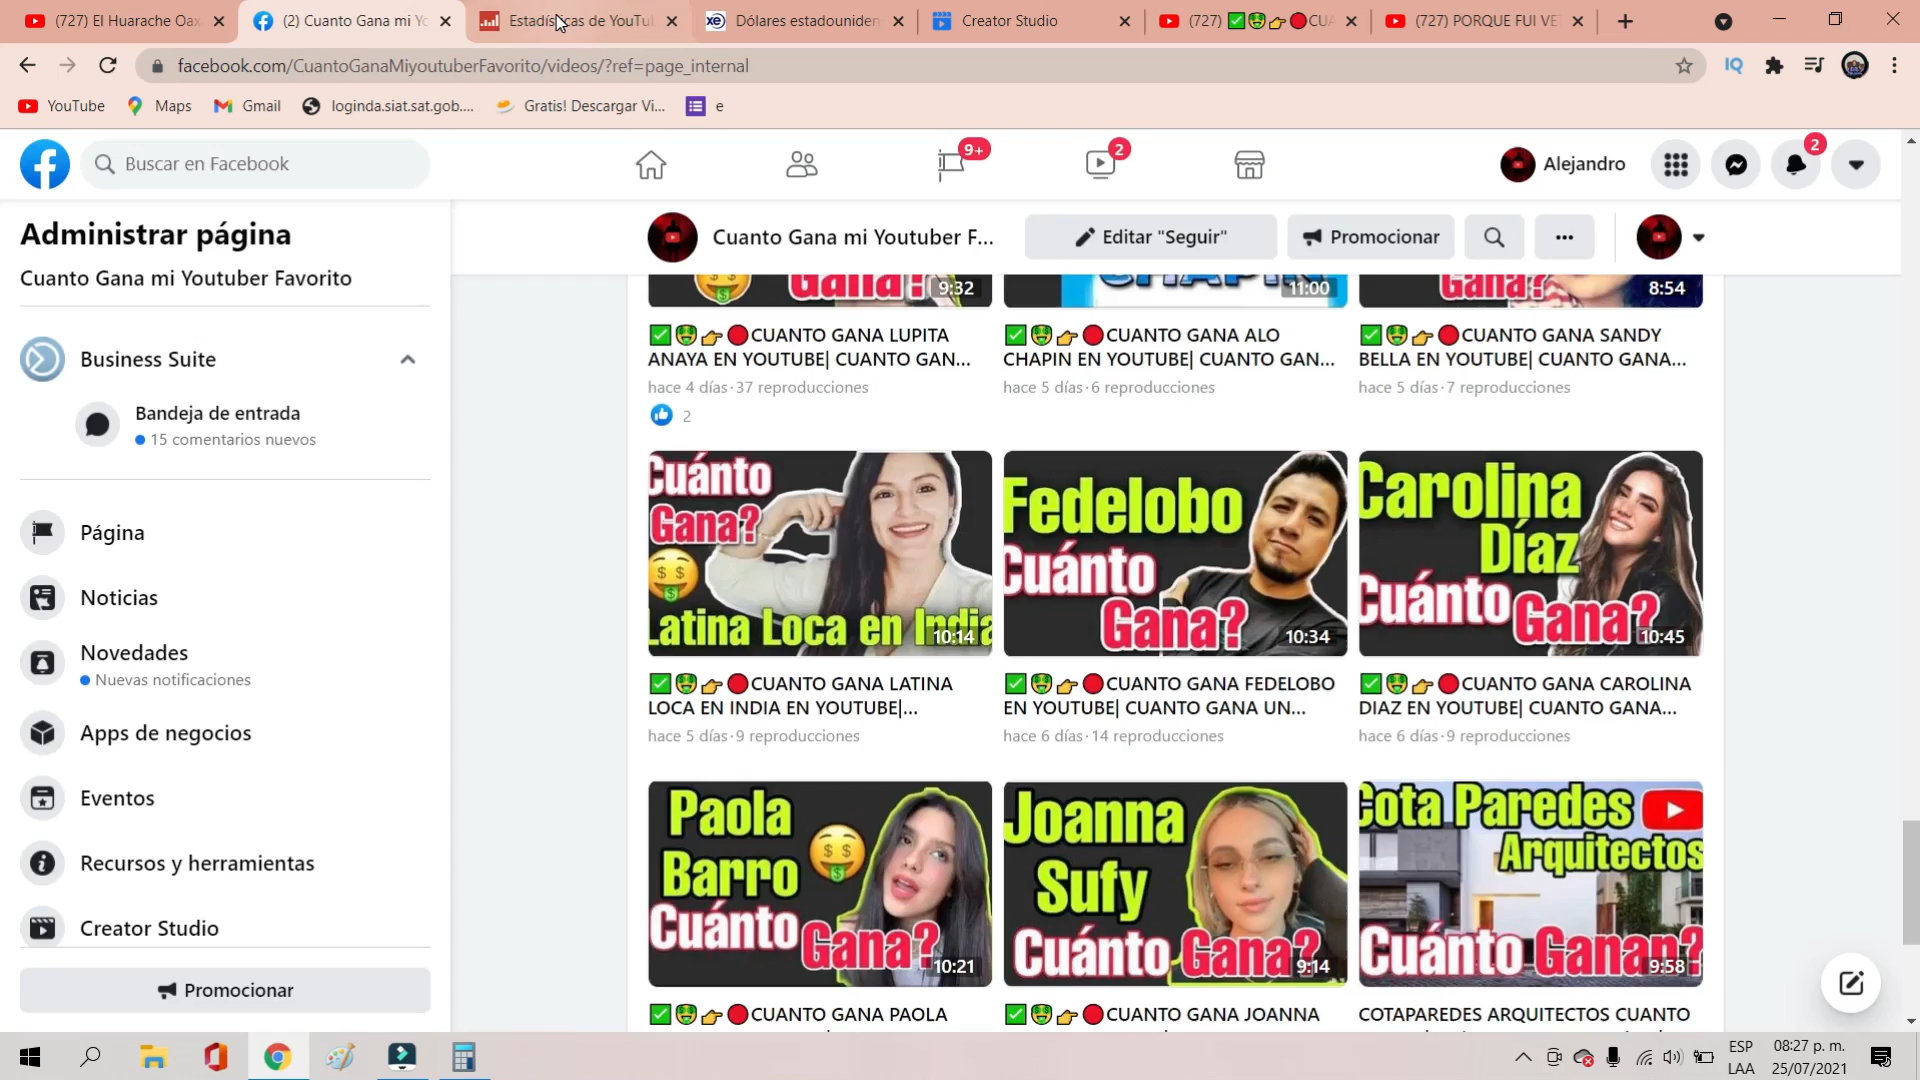 (727) El Huarache Oax
(2) Cuanto Gana mi Yo
Estadísticas de YouTu
Dólares estadouniden
Creator Studio
(727) ✅🤑👉🔴CUA
(727) PORQUE FUI VE
facebook.com/CuantoGanaMiyoutuberFavorito/videos/?ref=page_internal
YouTube
Maps
Gmail
loginda.siat.sat.gob....
Gratis! Descargar Vi...
e
Buscar en Facebook
9+
2
Alejandro
2
Administrar página
Cuanto Gana mi Youtuber Favorito
Business Suite
Bandeja de entrada
15 comentarios nuevos
Página
Noticias
Novedades
Nuevas notificaciones
Apps de negocios
Eventos
Recursos y herramientas
Creator Studio
Promocionar
Cuanto Gana mi Youtuber F...
Editar "Seguir"
Promocionar
...
Gana?
9:32
CHAPIN
11:00
Gana?
8:54
✅🤑👉🔴CUANTO GANA LUPITA
ANAYA EN YOUTUBE| CUANTO GAN...
hace 4 días·37 reproducciones
2
✅🤑👉🔴CUANTO GANA ALO
CHAPIN EN YOUTUBE| CUANTO GAN...
hace 5 días·6 reproducciones
✅🤑👉🔴CUANTO GANA SANDY
BELLA EN YOUTUBE| CUANTO GANA...
hace 5 días·7 reproducciones
Cuánto
Gana?
Latina Loca en India
10:14
Fedelobo
Cuánto
Gana?
10:34
Carolina
Díaz
Cuánto Gana?
10:45
✅🤑👉🔴CUANTO GANA LATINA
LOCA EN INDIA EN YOUTUBE|...
hace 5 días·9 reproducciones
✅🤑👉🔴CUANTO GANA FEDELOBO
EN YOUTUBE| CUANTO GANA UN...
hace 6 días·14 reproducciones
✅🤑👉🔴CUANTO GANA CAROLINA
DIAZ EN YOUTUBE| CUANTO GANA...
hace 6 días·9 reproducciones
Paola
Barro
Cuánto
Gana?
10:21
Joanna
Sufy
Cuánto Gana?
9:14
Cota Paredes
Arquitectos
Cuánto Ganan?
9:58
✅🤑👉🔴CUANTO GANA PAOLA
✅🤑👉🔴CUANTO GANA JOANNA
COTAPAREDES ARQUITECTOS CUANTO
ESP
LAA
08:27 p. m.
25/07/2021